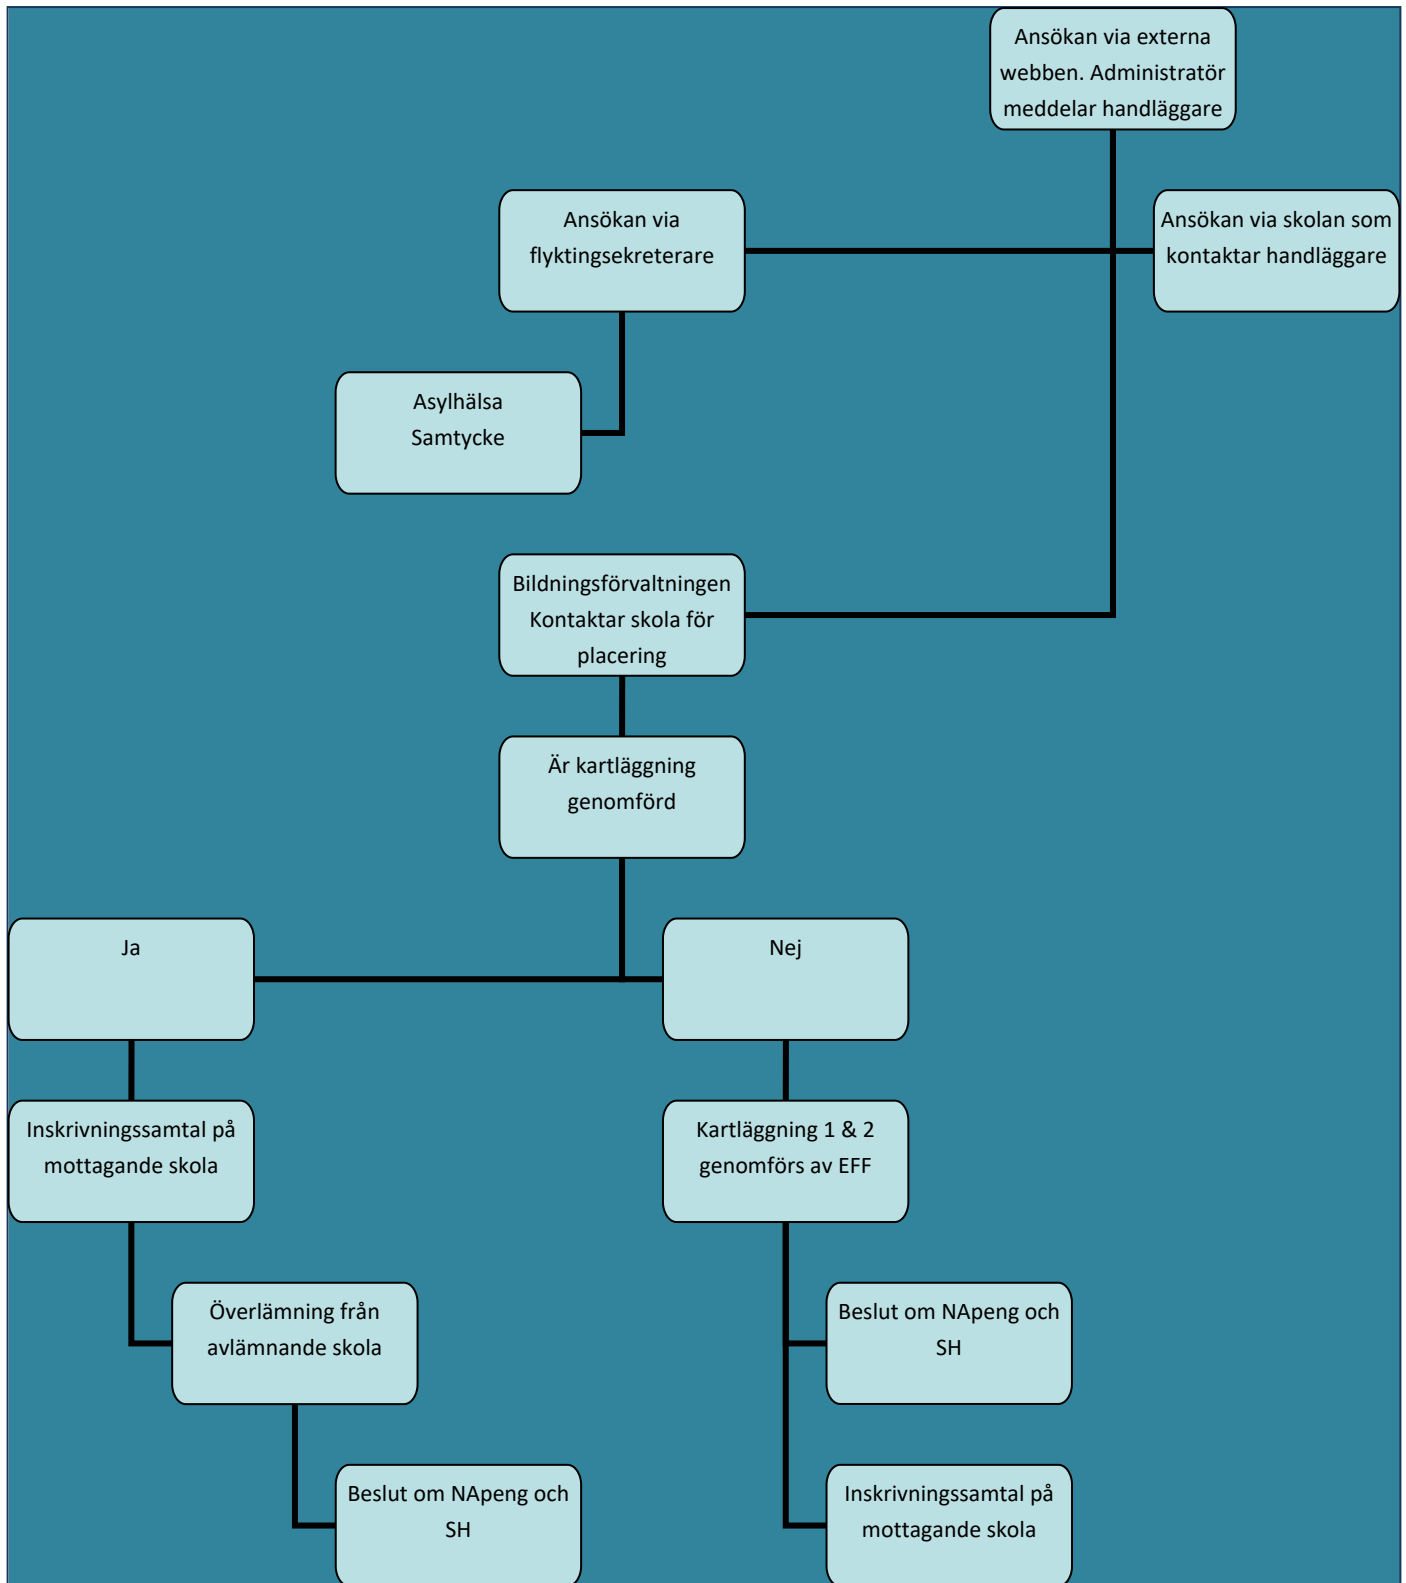 Ansökan via externa
webben. Administratör
meddelar handläggare
Ansökan via
flyktingsekreterare
Ansökan via skolan som
kontaktar handläggare
Asylhälsa
Samtycke
Bildningsförvaltningen
Kontaktar skola för
placering
Är kartläggning
genomförd
Ja
Nej
Inskrivningssamtal på
mottagande skola
Kartläggning 1 & 2
genomförs av EFF
Överlämning från
avlämnande skola
Beslut om NApeng och
SH
Beslut om NApeng och
SH
Inskrivningssamtal på
mottagande skola